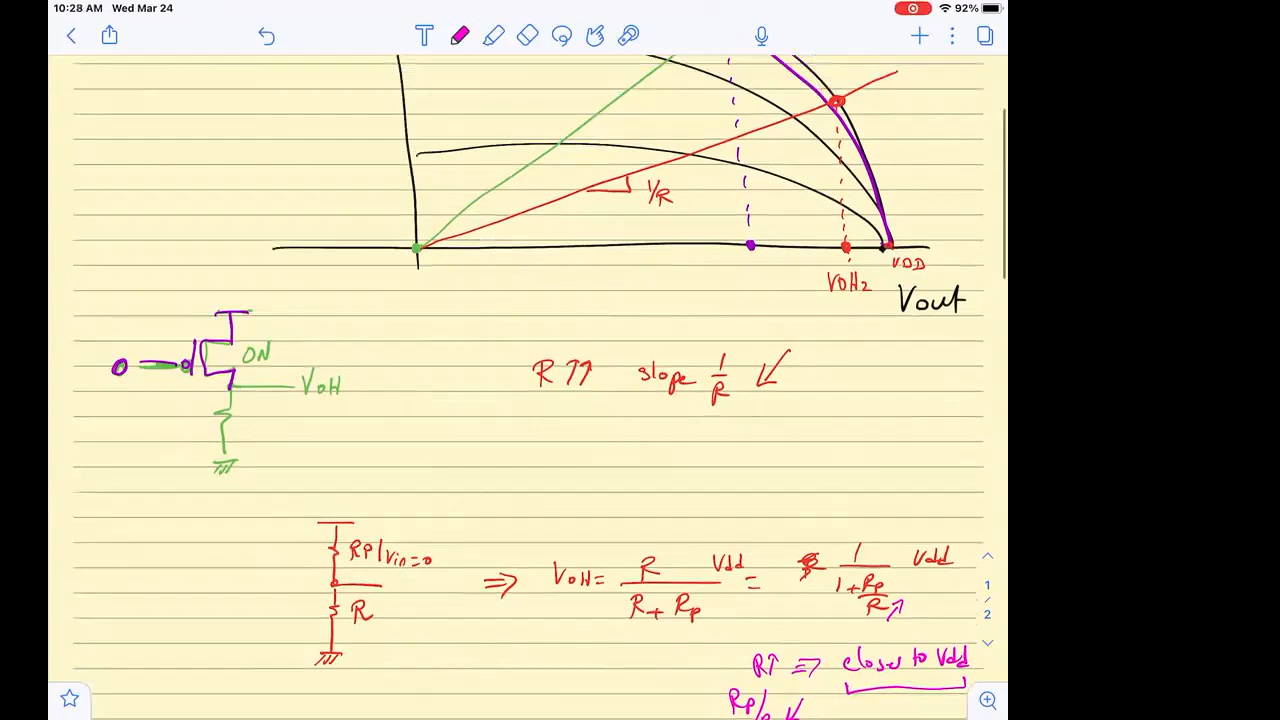 10:28 AM Wed Mar 24
92%
1/R
VDD
VOH2
Vout
ON
0
VOH
R↑↑ slope 1/R ↙
Rp|Vin=0
R
⇒ VOH = R/(R+Rp) Vdd = 1/(1+Rp/R) Vdd
1
2
R↑ ⇒ closer to Vdd